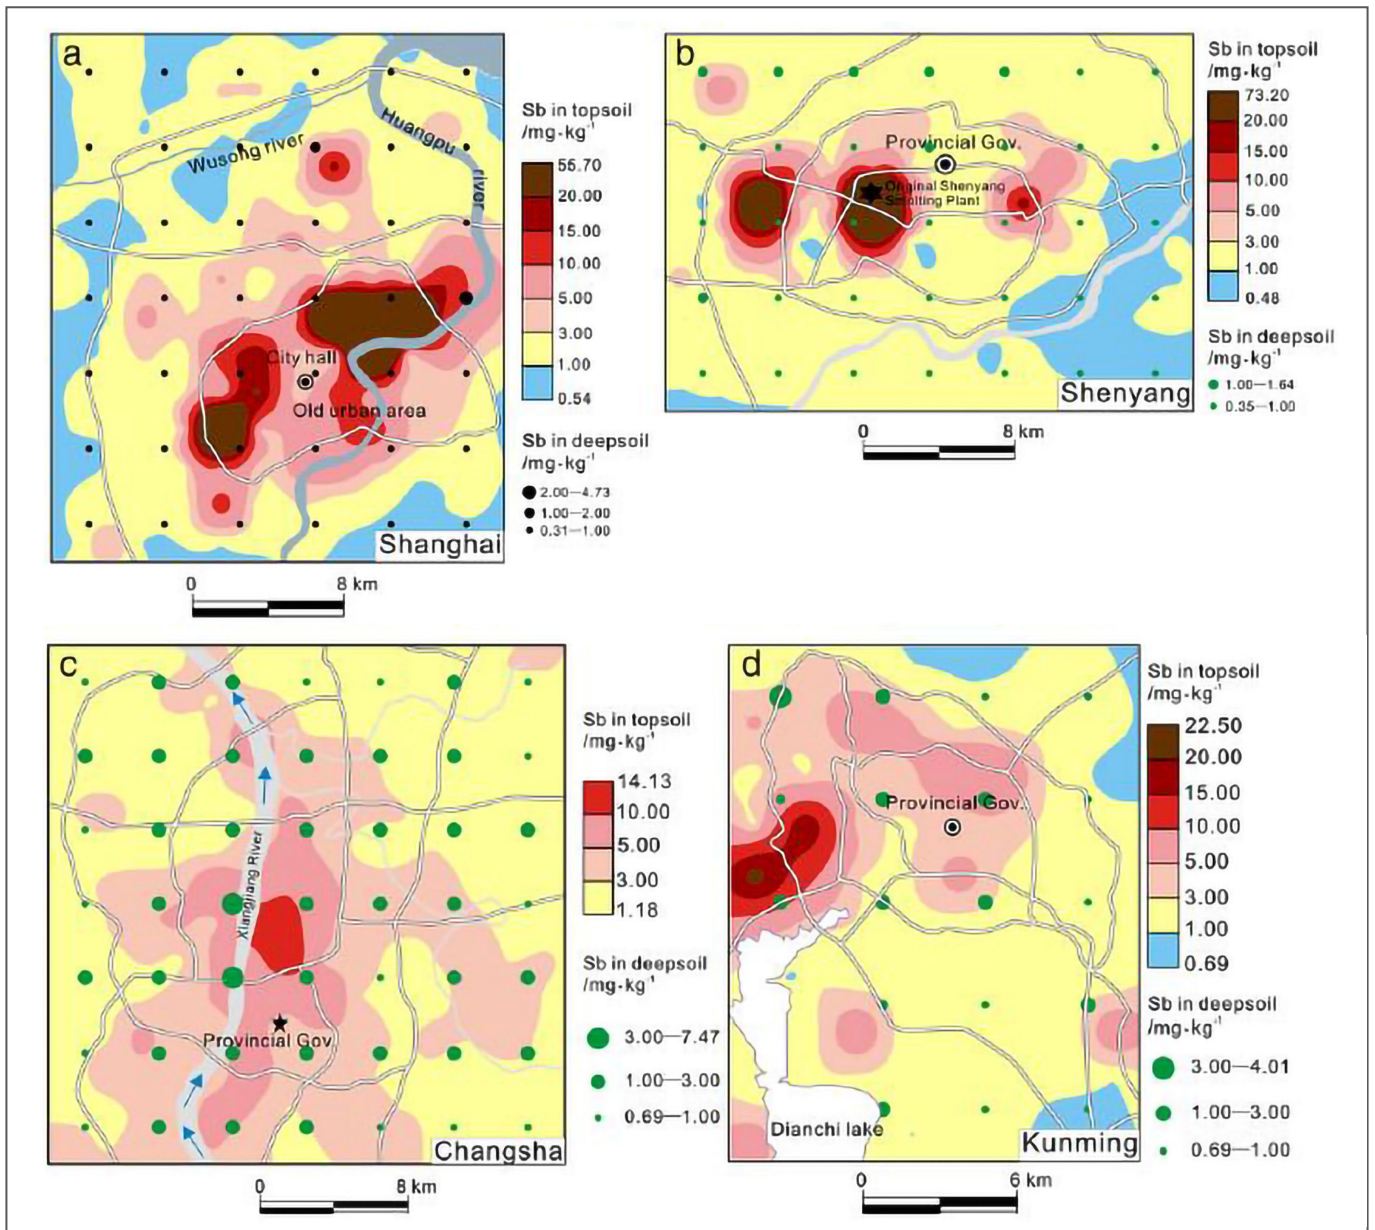 a
Wusong river
Huangpu
river
City hall
Old urban area
Shanghai
0 8 km
Sb in topsoil
/mg·kg⁻¹
56.70
20.00
15.00
10.00
5.00
3.00
1.00
0.54
Sb in deepsoil
/mg·kg⁻¹
2.00—4.73
1.00—2.00
0.31—1.00
b
Provincial Gov.
Original Shenyang
Smolting Plant
Shenyang
0 8 km
Sb in topsoil
/mg·kg⁻¹
73.20
20.00
15.00
10.00
5.00
3.00
1.00
0.48
Sb in deepsoil
/mg·kg⁻¹
1.00—1.64
0.35—1.00
c
Xiangjiang River
Provincial Gov
Changsha
0 8 km
Sb in topsoil
/mg·kg⁻¹
14.13
10.00
5.00
3.00
1.18
Sb in deepsoil
/mg·kg⁻¹
3.00—7.47
1.00—3.00
0.69—1.00
d
Provincial Gov.
Dianchi lake
Kunming
0 6 km
Sb in topsoil
/mg·kg⁻¹
22.50
20.00
15.00
10.00
5.00
3.00
1.00
0.69
Sb in deepsoil
/mg·kg⁻¹
3.00—4.01
1.00—3.00
0.69—1.00